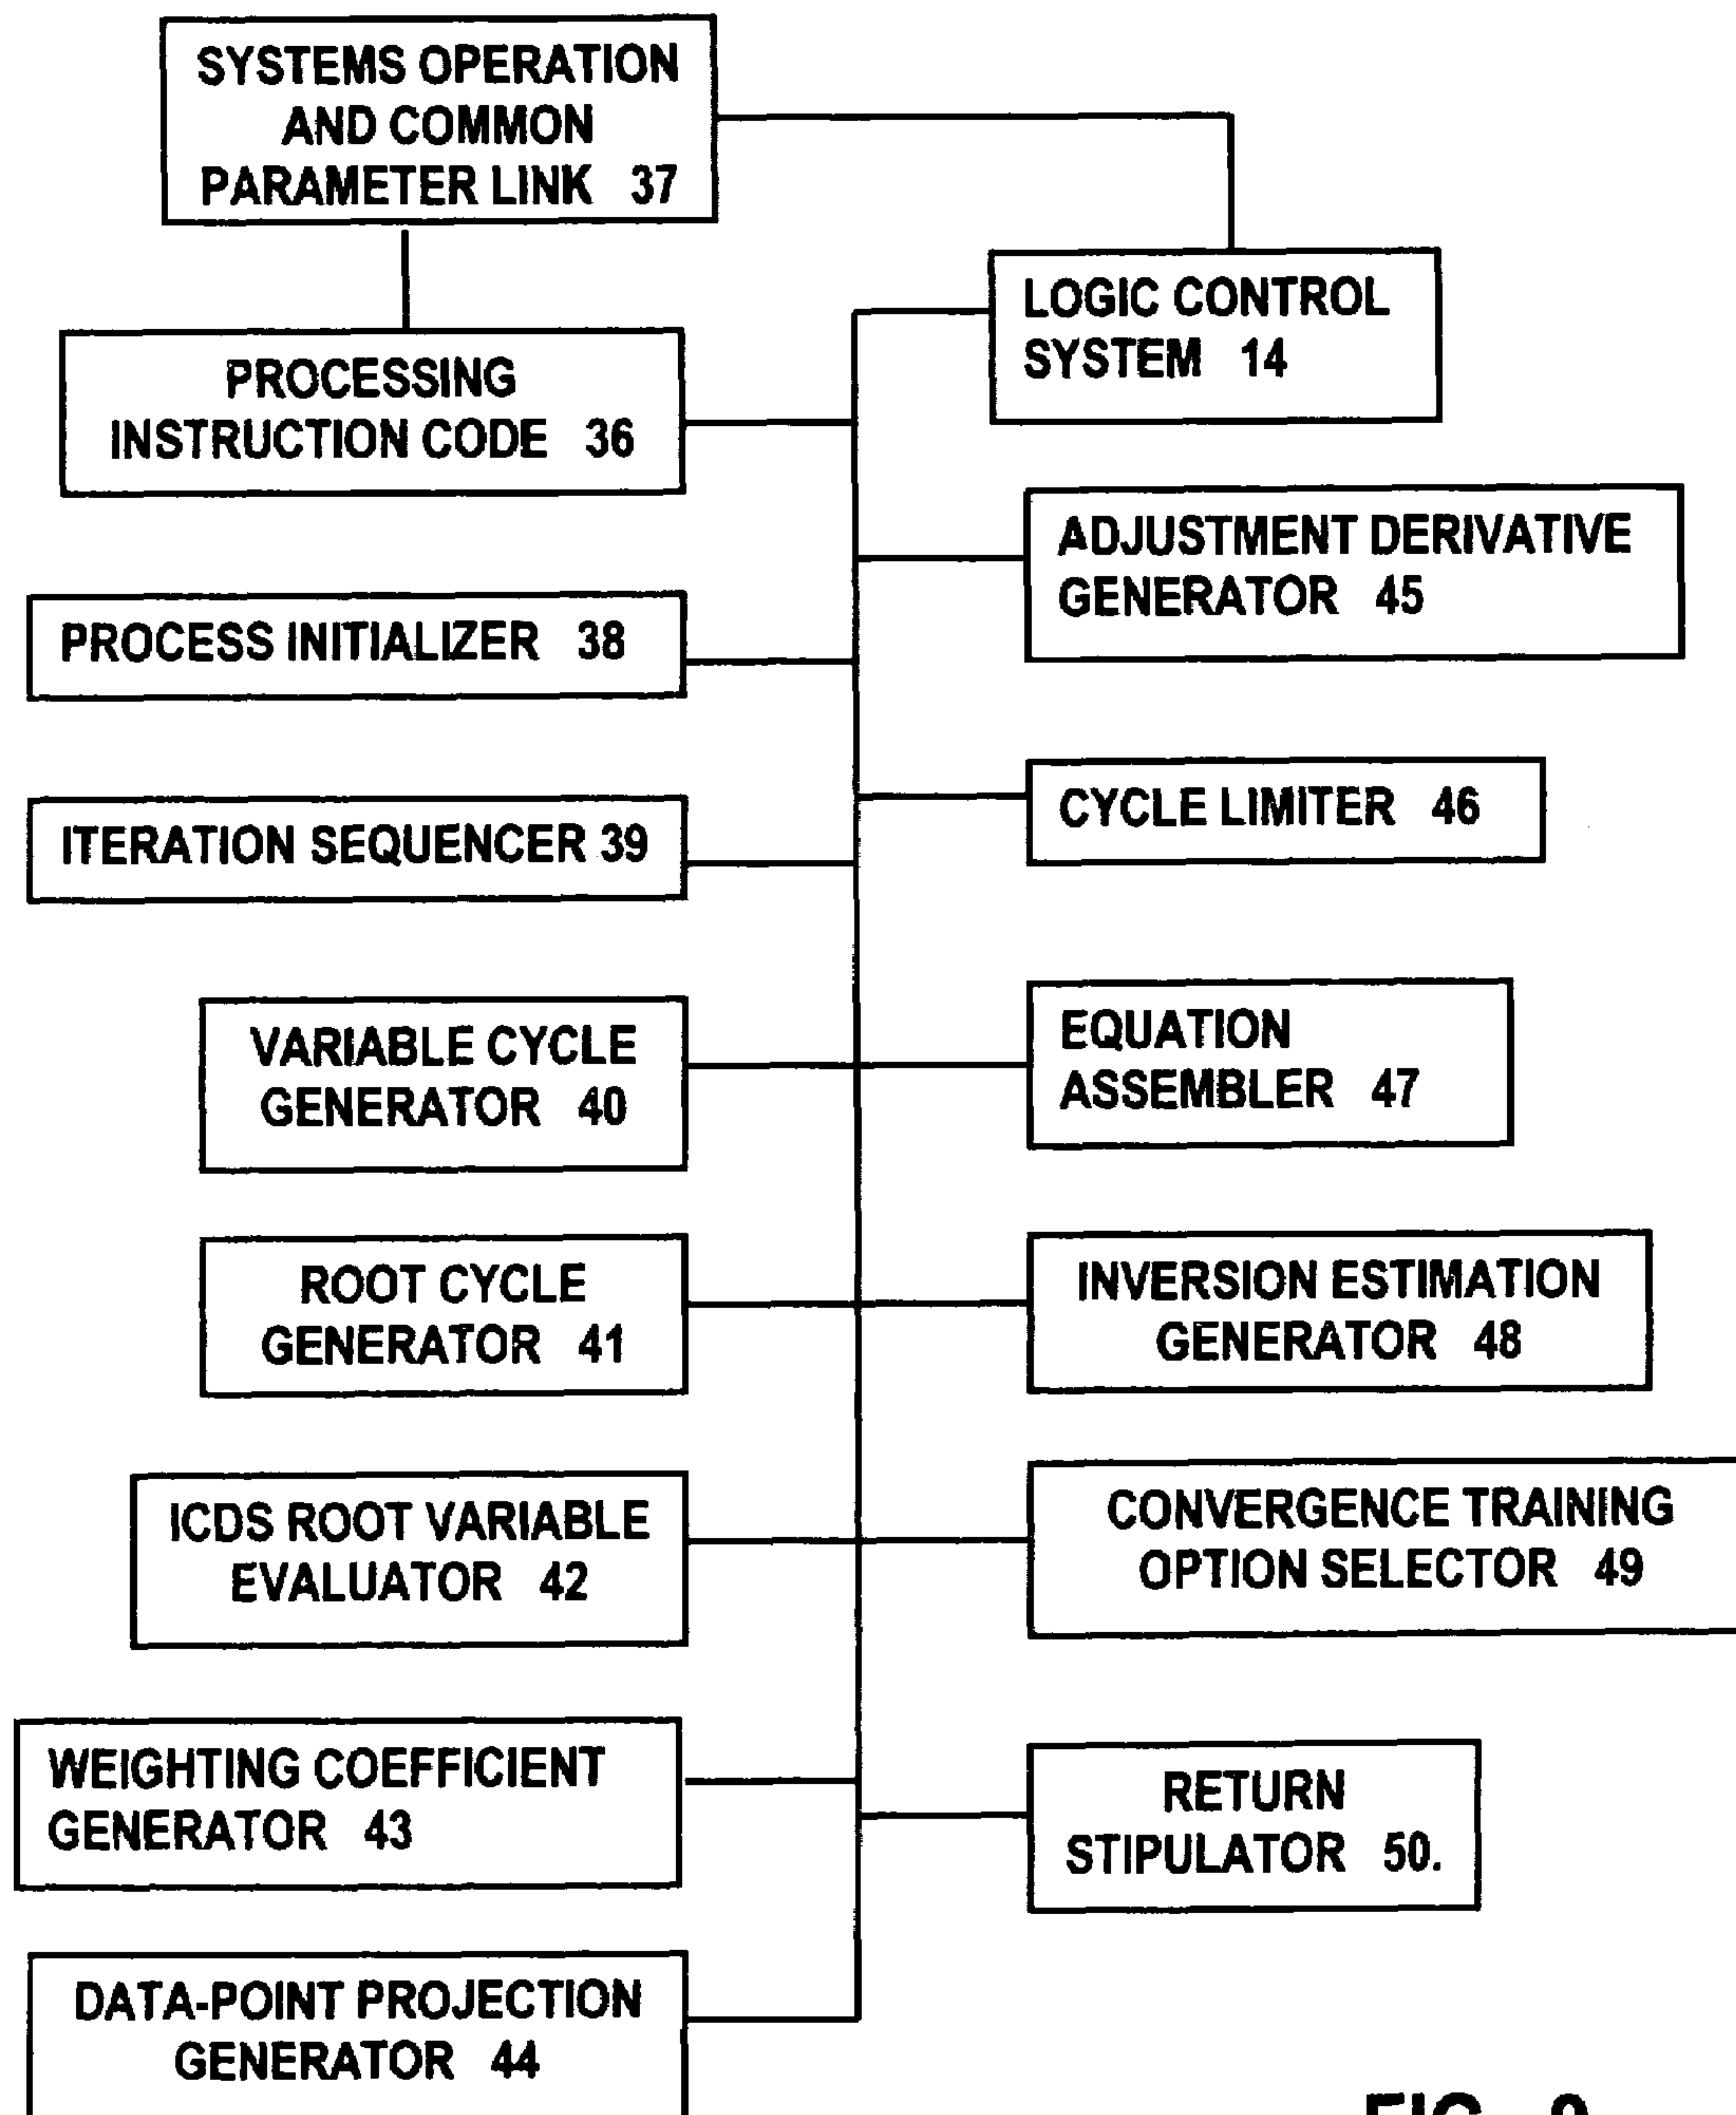 SYSTEMS OPERATION
AND COMMON
PARAMETER LINK 37
LOGIC CONTROL
SYSTEM 14
PROCESSING
INSTRUCTION CODE 36
ADJUSTMENT DERIVATIVE
GENERATOR 45
PROCESS INITIALIZER 38
CYCLE LIMITER 46
ITERATION SEQUENCER 39
VARIABLE CYCLE
GENERATOR 40
EQUATION
ASSEMBLER 47
ROOT CYCLE
GENERATOR 41
INVERSION ESTIMATION
GENERATOR 48
ICDS ROOT VARIABLE
EVALUATOR 42
CONVERGENCE TRAINING
OPTION SELECTOR 49
WEIGHTING COEFFICIENT
GENERATOR 43
RETURN
STIPULATOR 50.
DATA-POINT PROJECTION
GENERATOR 44
FIG.